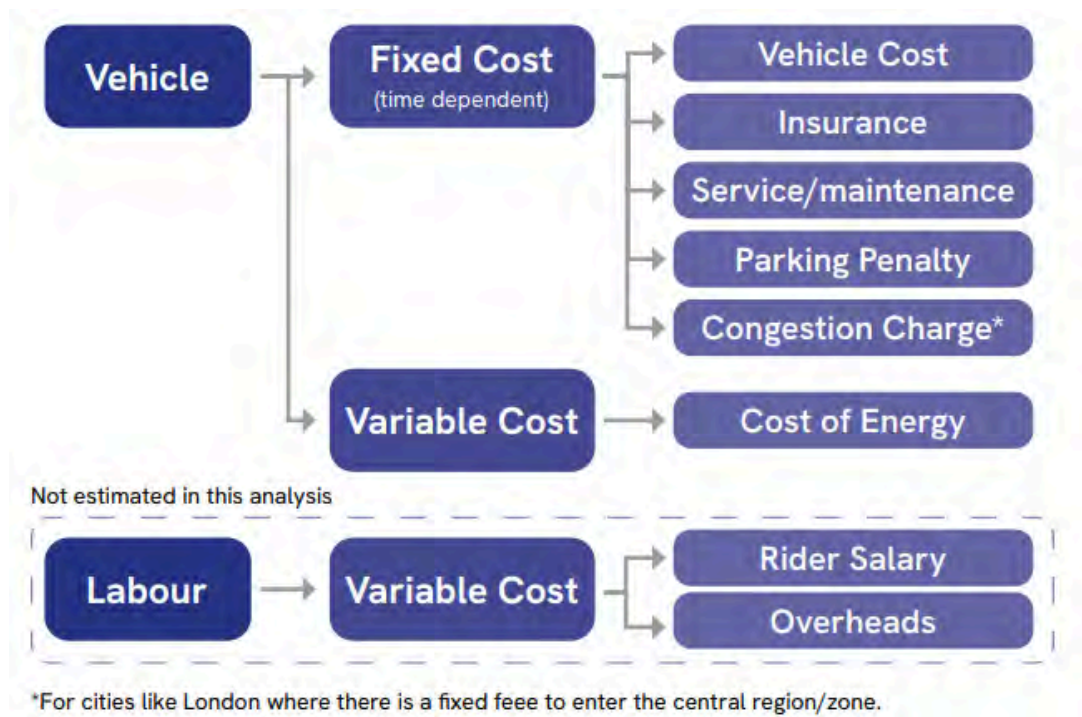 Vehicle
Fixed Cost
(time dependent)
Vehicle Cost
Insurance
Service/maintenance
Parking Penalty
Congestion Charge*
Variable Cost
Cost of Energy
Not estimated in this analysis
Labour
Variable Cost
Rider Salary
Overheads
*For cities like London where there is a fixed feee to enter the central region/zone.